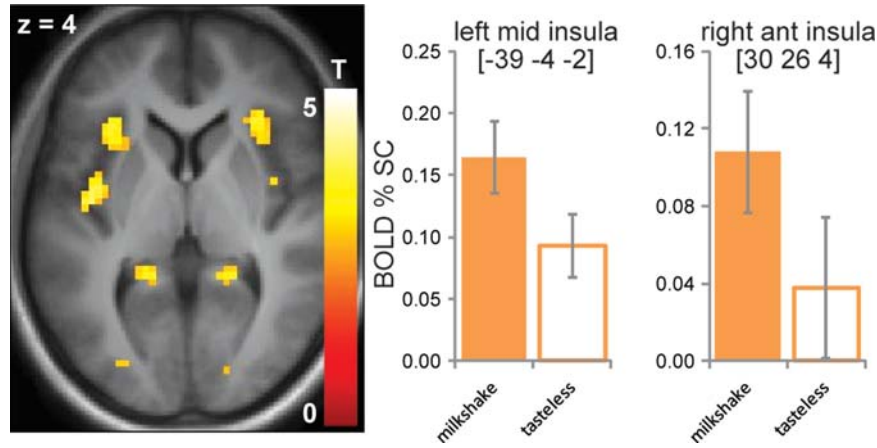 z = 4
T
5
0
BOLD % SC
left mid insula
[-39 -4 -2]
0.25
0.20
0.15
0.10
0.05
0.00
milkshake
tasteless
right ant insula
[30 26 4]
0.16
0.12
0.08
0.04
0.00
milkshake
tasteless